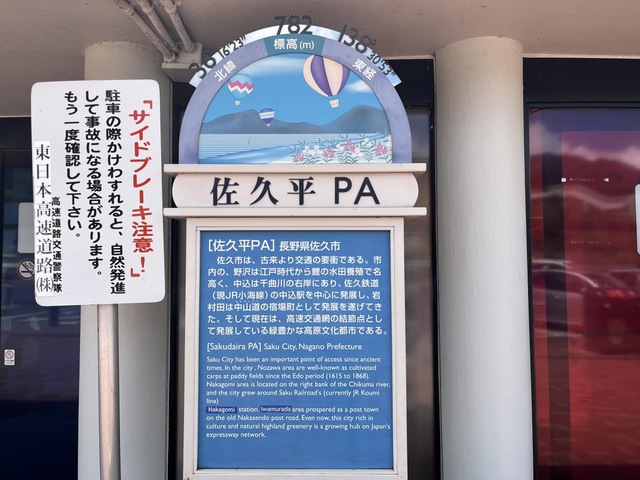 「サイドブレーキ注意!」
駐車の際かけわすれると、自然発進
して事故になる場合があります。
もう一度確認して下さい。
高速道路交通警察隊
東日本高速道路㈱
782
標高(m)
36°16'23"
北緯
138°30'53"
東経
佐久平 PA
[佐久平PA] 長野県佐久市
佐久市は、古来より交通の要衝である。市
内の、野沢は江戸時代から鯉の水田養殖で名
高く、中込は千曲川の右岸にあり、佐久鉄道
(現JR小海線)の中込駅を中心に発展し、岩
村田は中山道の宿場町として発展を遂げてき
た。そして現在は、高速交通網の結節点とし
て発展している緑豊かな高原文化都市である。
[Sakudaira PA] Saku City, Nagano Prefecture
Saku City has been an important point of access since ancient
times. In the city , Nozawa area are well-known as cultivated
carps at paddy fields since the Edo period (1615 to 1868).
Nakagomi area is located on the right bank of the Chikuma river,
and the city grew around Saku Railroad's (currently JR Koumi
line)
Nakagomi station. Iwamurada area prospered as a post town
on the old Nakasendo post road. Even now, this city rich in
culture and natural highland greenery is a growing hub on Japan's
expressway network.